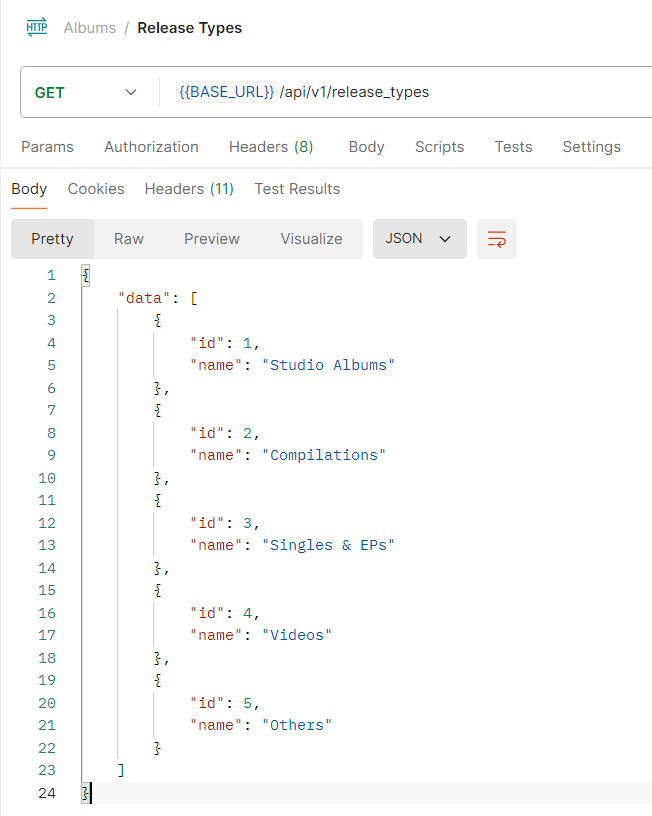 HTTP Albums / Release Types
GET {{BASE_URL}} /api/v1/release_types
Params Authorization Headers (8) Body Scripts Tests Settings
Body Cookies Headers (11) Test Results
Pretty Raw Preview Visualize JSON
1 {
2 "data": [
3 {
4 "id": 1,
5 "name": "Studio Albums"
6 },
7 {
8 "id": 2,
9 "name": "Compilations"
10 },
11 {
12 "id": 3,
13 "name": "Singles & EPs"
14 },
15 {
16 "id": 4,
17 "name": "Videos"
18 },
19 {
20 "id": 5,
21 "name": "Others"
22 }
23 ]
24 }